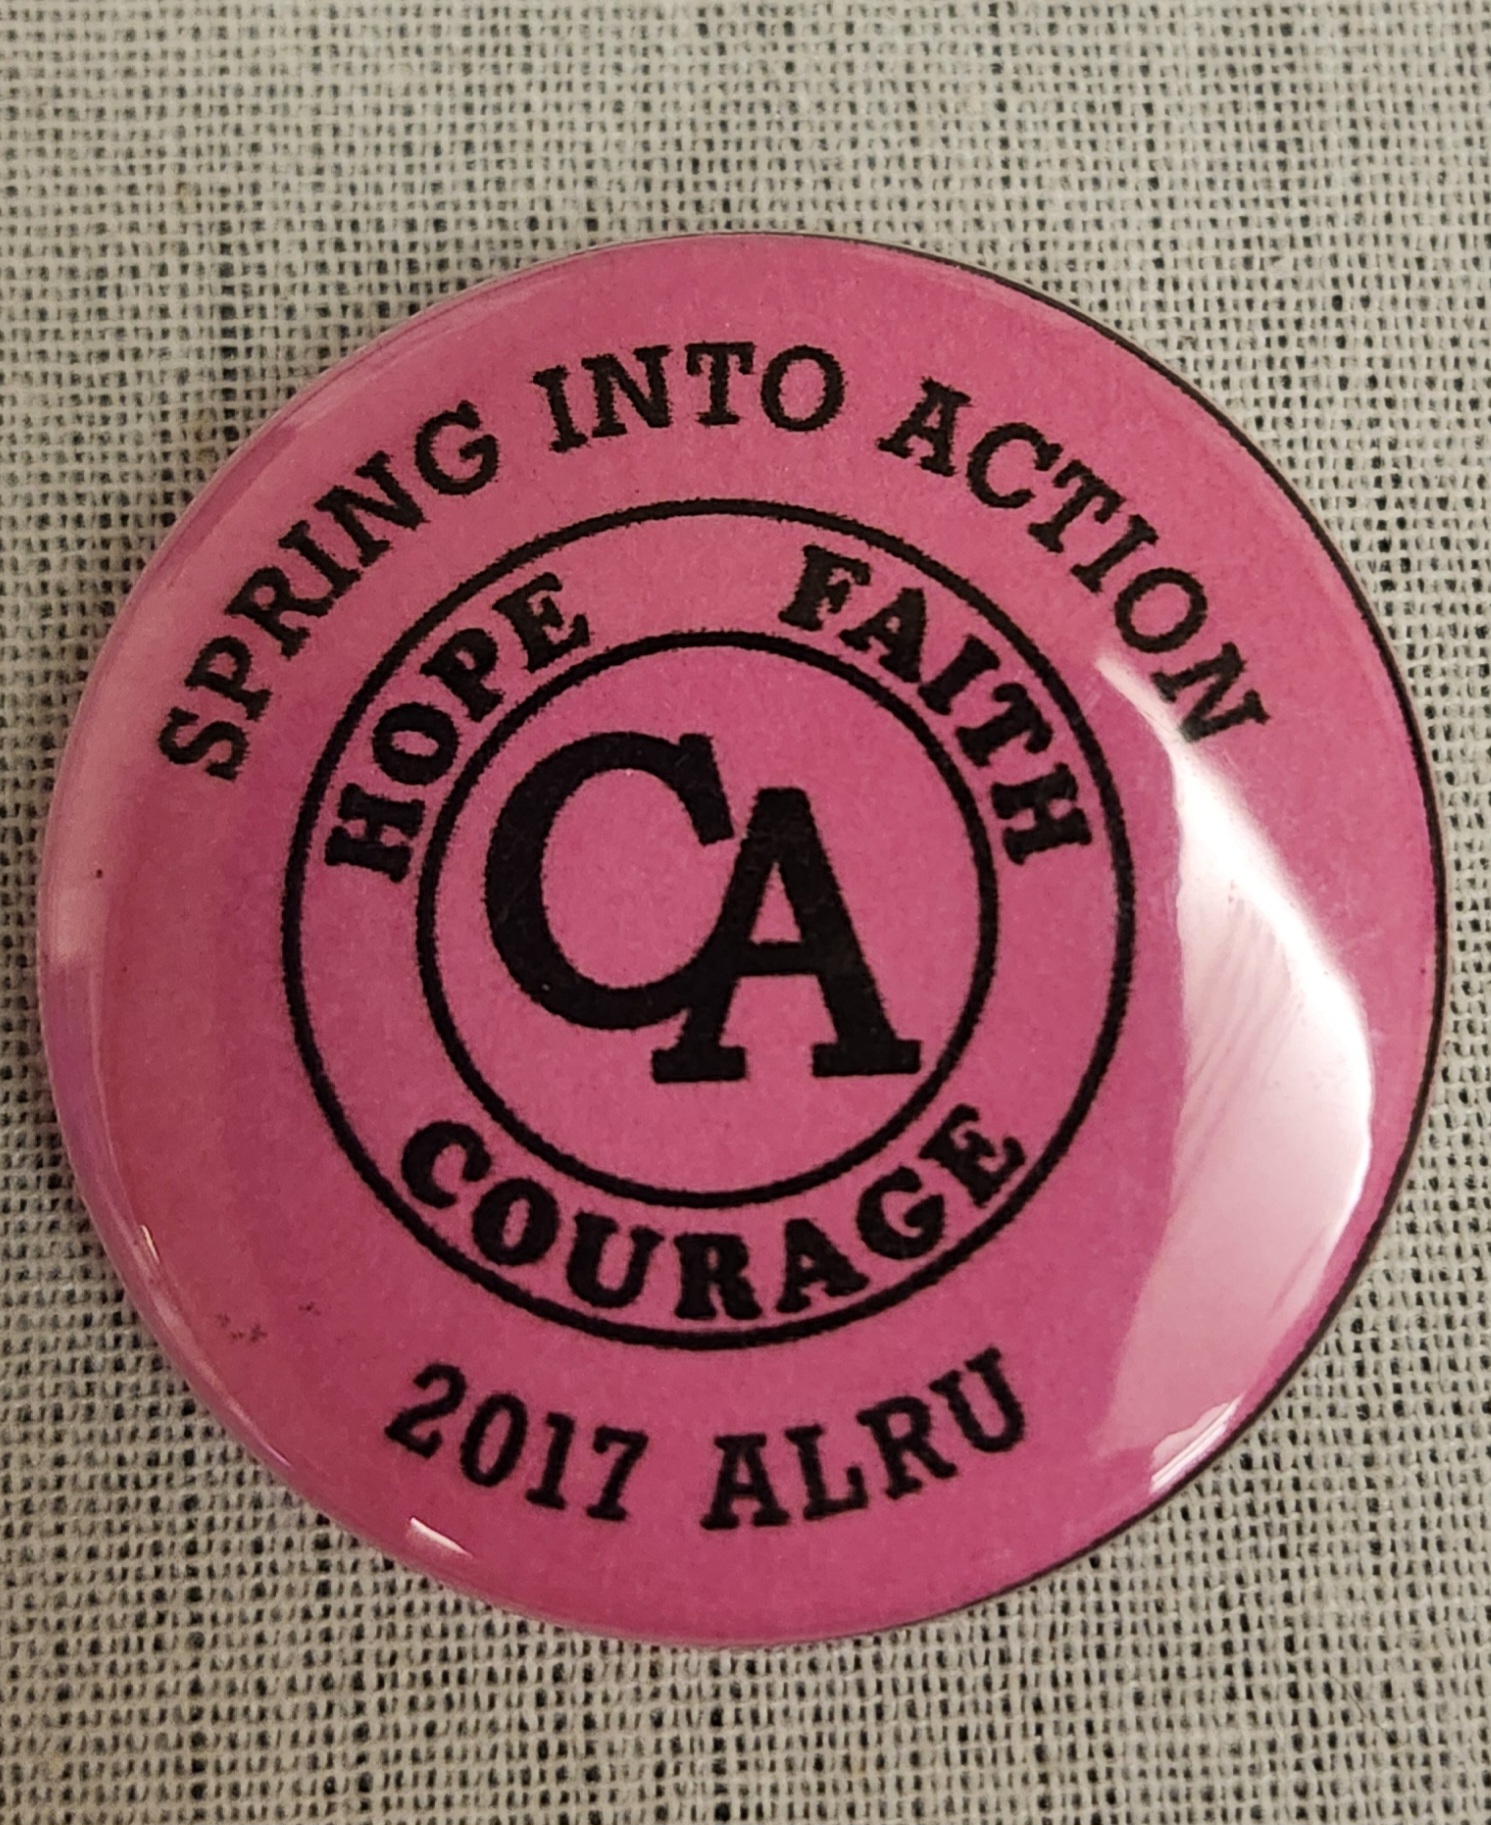 SPRING INTO ACTION
HOPE FAITH
CA
COURAGE
2017 ALRU